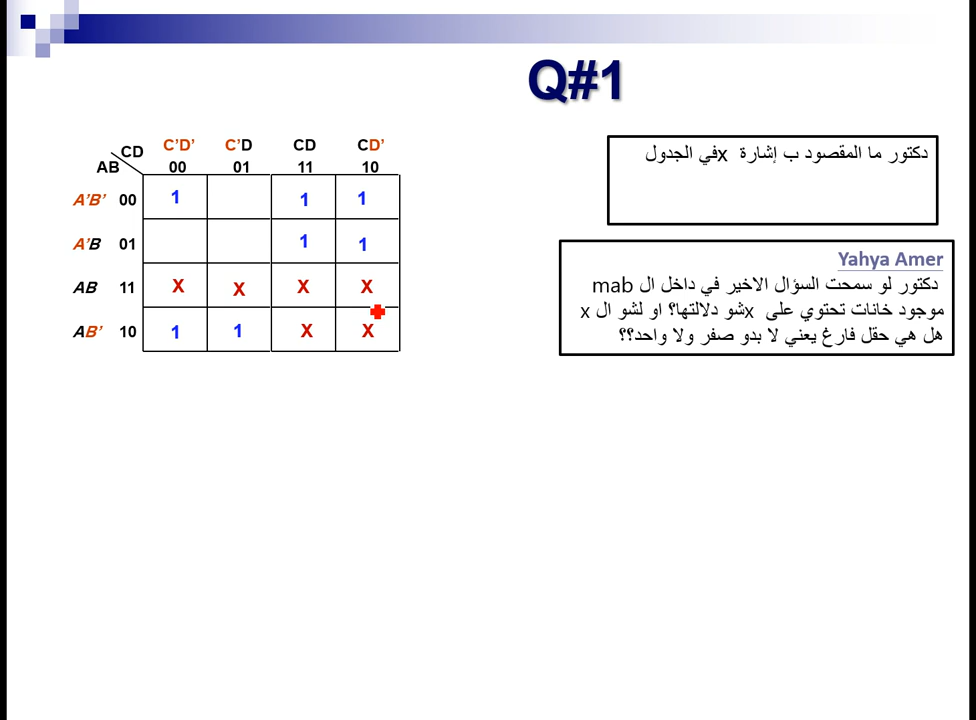 Q#1
CD
AB
C'D' C'D CD CD'
00 01 11 10
A'B' 00 1 1 1
A'B 01 1 1
AB 11 X X X X
AB' 10 1 1 X X
دكتور ما المقصود ب إشارة x في الجدول
Yahya Amer
دكتور لو سمحت السؤال الاخير في داخل ال mab
موجود خانات تحتوي على x شو دلالتها؟ او لشو ال x
هل هي حقل فارغ يعني لا بدو صفر ولا واحد؟؟